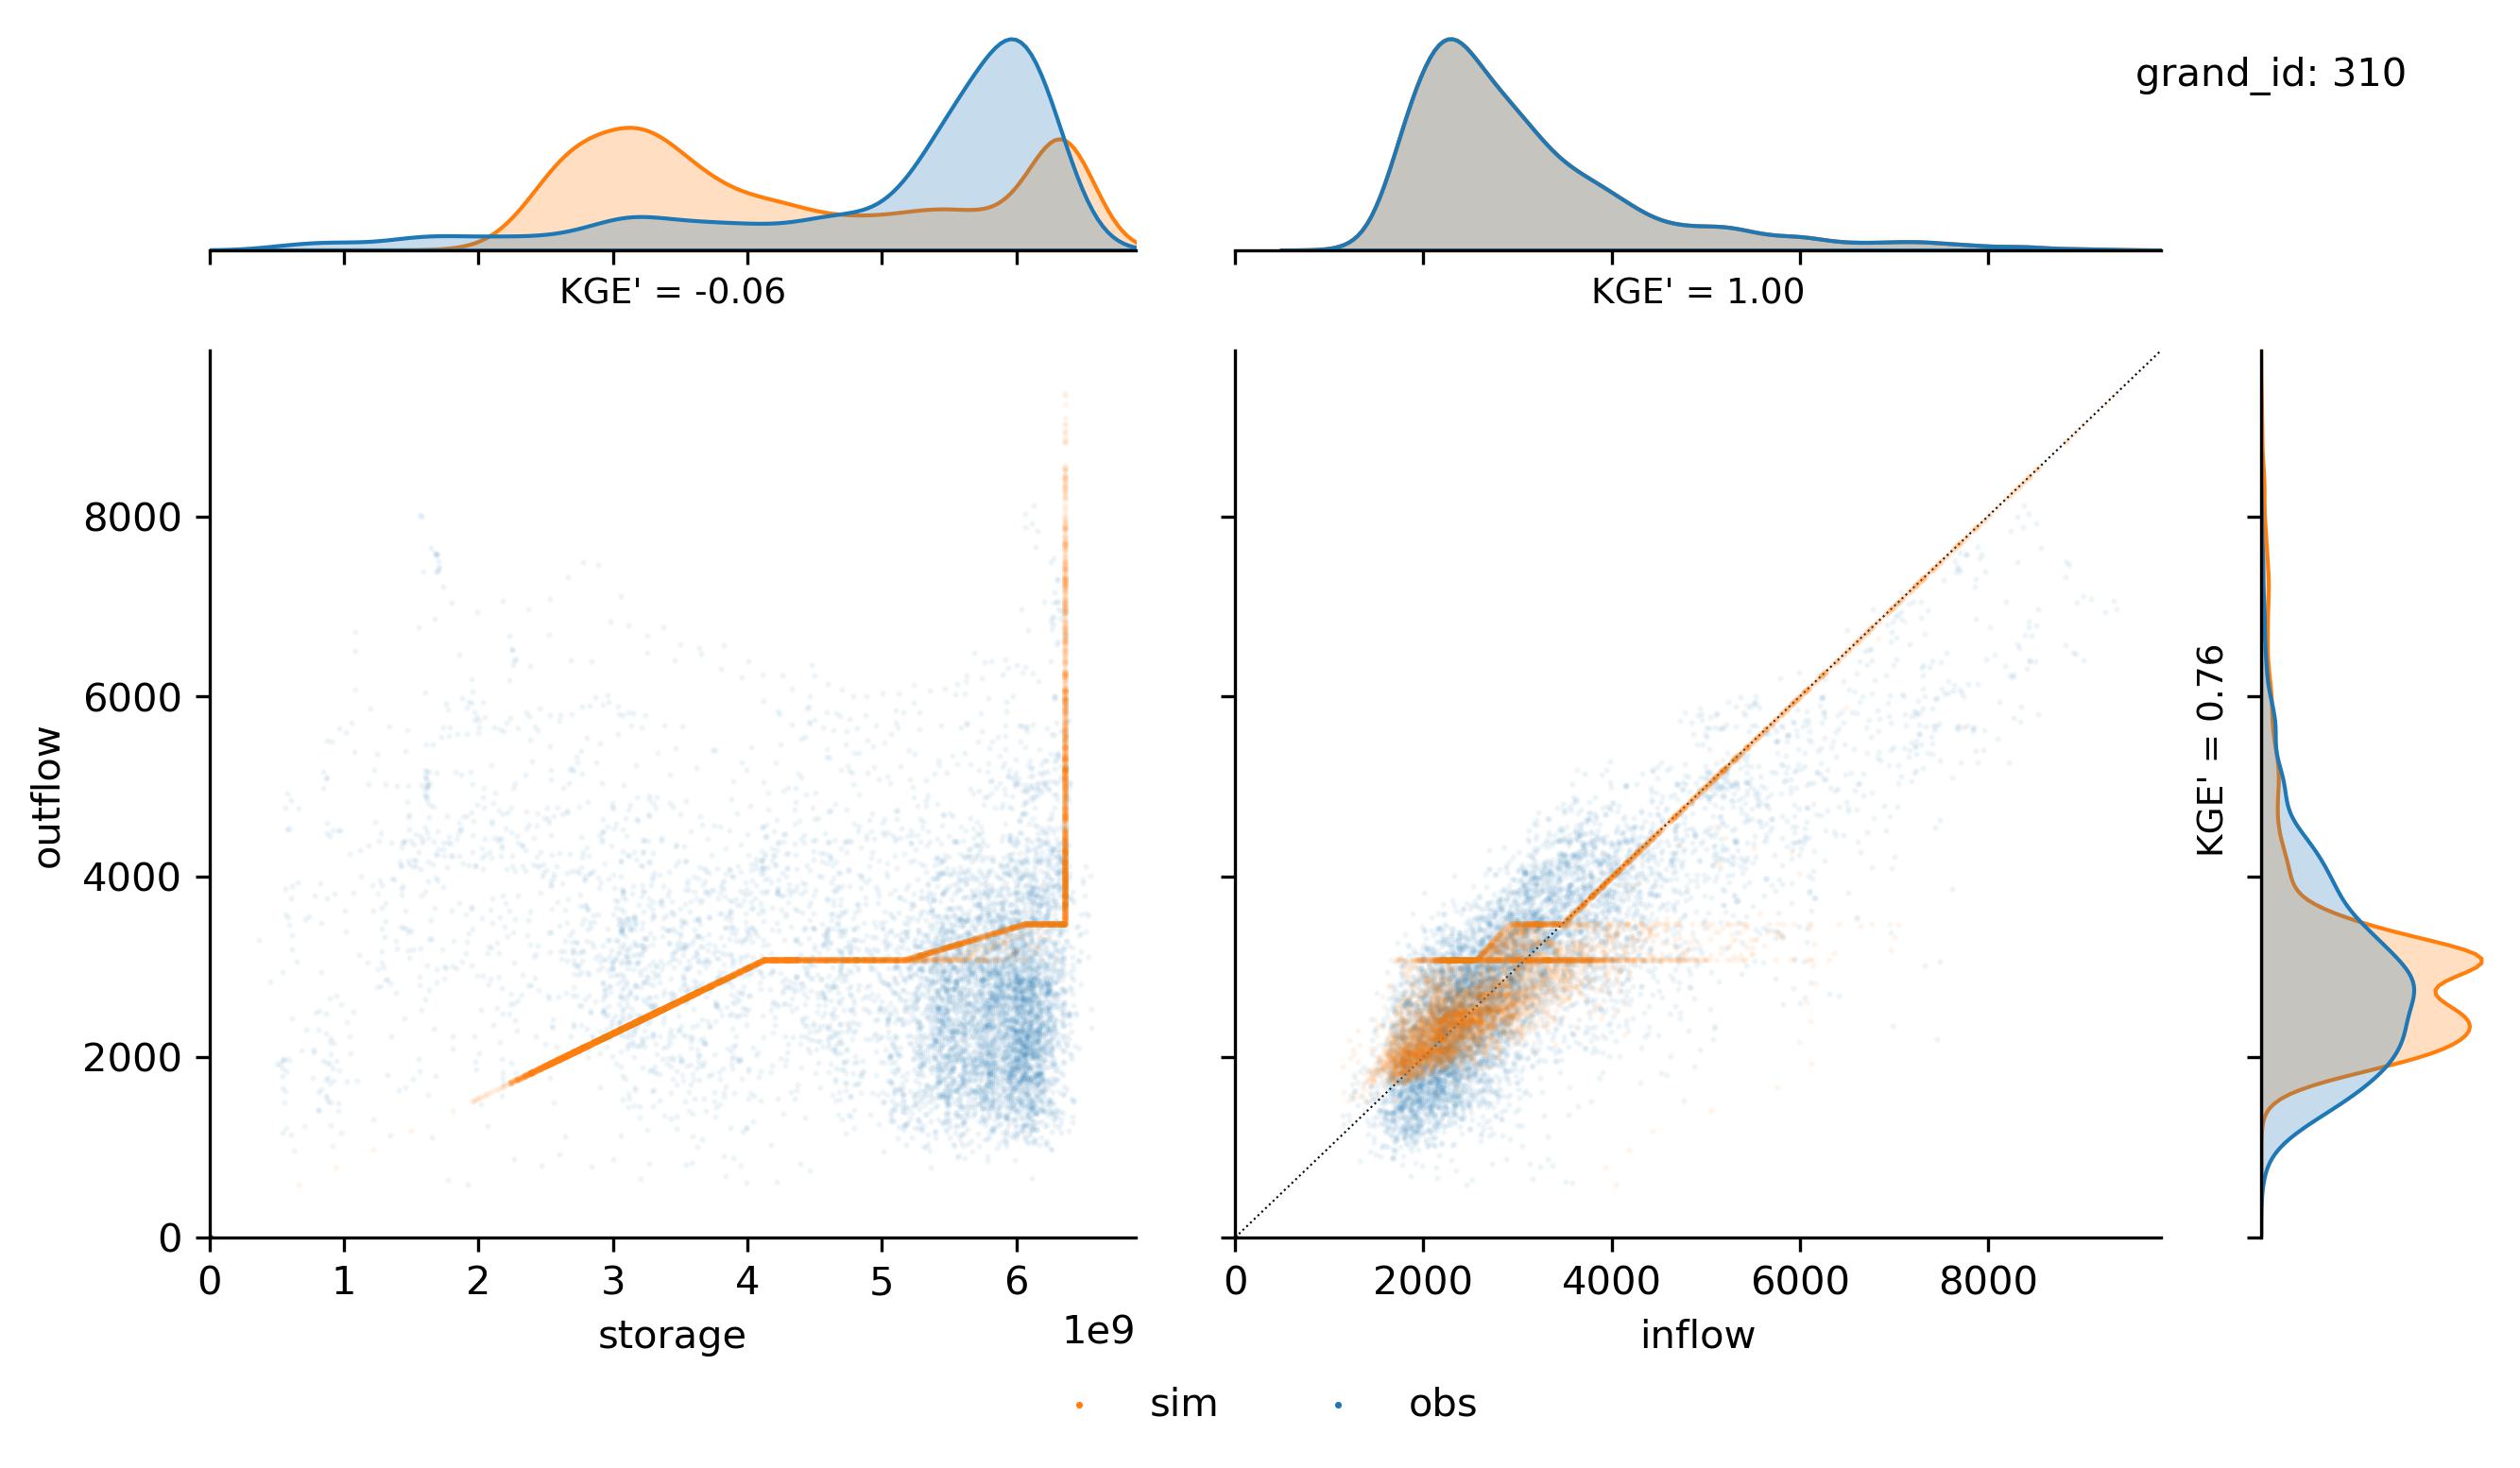 grand_id: 310
KGE' = -0.06
KGE' = 1.00
outflow
8000
6000
4000
2000
0
KGE' = 0.76
0 1 2 3 4 5 6
1e9
storage
0 2000 4000 6000 8000
inflow
sim obs